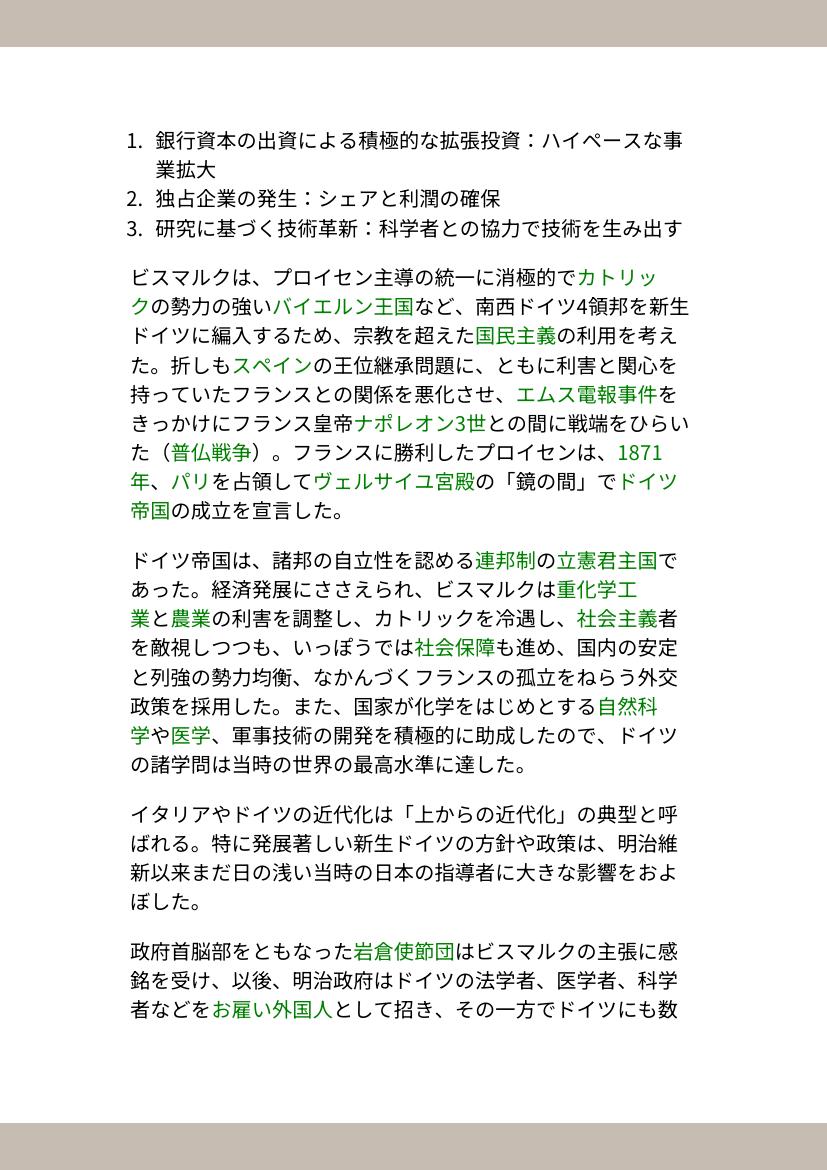 1. 銀行資本の出資による積極的な拡張投資：ハイペースな事
業拡大
2. 独占企業の発生：シェアと利潤の確保
3. 研究に基づく技術革新：科学者との協力で技術を生み出す
ビスマルクは、プロイセン主導の統一に消極的でカトリッ
クの勢力の強いバイエルン王国など、南西ドイツ4領邦を新生
ドイツに編入するため、宗教を超えた国民主義の利用を考え
た。折しもスペインの王位継承問題に、ともに利害と関心を
持っていたフランスとの関係を悪化させ、エムス電報事件を
きっかけにフランス皇帝ナポレオン3世との間に戦端をひらい
た（普仏戦争）。フランスに勝利したプロイセンは、1871
年、パリを占領してヴェルサイユ宮殿の「鏡の間」でドイツ
帝国の成立を宣言した。
ドイツ帝国は、諸邦の自立性を認める連邦制の立憲君主国で
あった。経済発展にささえられ、ビスマルクは重化学工
業と農業の利害を調整し、カトリックを冷遇し、社会主義者
を敵視しつつも、いっぽうでは社会保障も進め、国内の安定
と列強の勢力均衡、なかんづくフランスの孤立をねらう外交
政策を採用した。また、国家が化学をはじめとする自然科
学や医学、軍事技術の開発を積極的に助成したので、ドイツ
の諸学問は当時の世界の最高水準に達した。
イタリアやドイツの近代化は「上からの近代化」の典型と呼
ばれる。特に発展著しい新生ドイツの方針や政策は、明治維
新以来まだ日の浅い当時の日本の指導者に大きな影響をおよ
ぼした。
政府首脳部をともなった岩倉使節団はビスマルクの主張に感
銘を受け、以後、明治政府はドイツの法学者、医学者、科学
者などをお雇い外国人として招き、その一方でドイツにも数